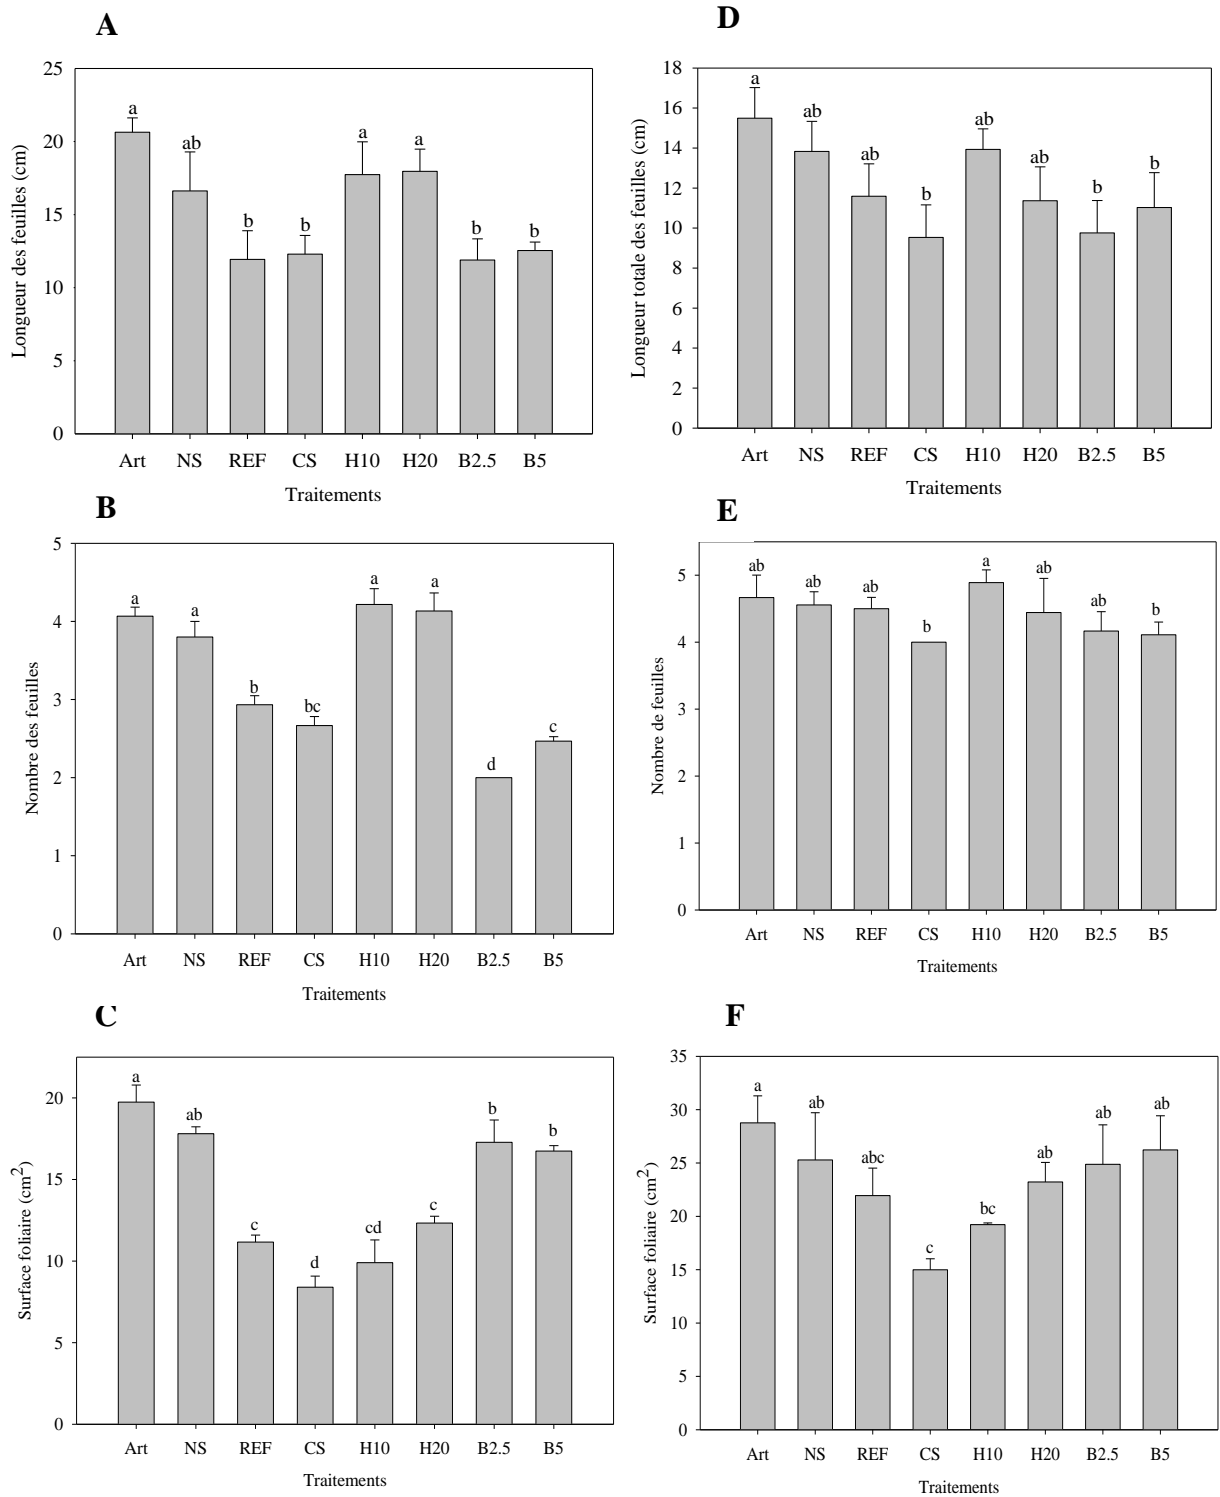 A
Longueur des feuilles (cm)
25
20
15
10
5
0
a
ab
b
b
a
a
b
b
Art NS REF CS H10 H20 B2.5 B5
Traitements
D
Longueur totale des feuilles (cm)
18
16
14
12
10
8
6
4
2
0
a
ab
ab
b
ab
ab
b
b
Art NS REF CS H10 H20 B2.5 B5
Traitements
B
Nombre des feuilles
5
4
3
2
1
0
a
a
b
bc
a
a
d
c
Art NS REF CS H10 H20 B2.5 B5
Traitements
E
Nombre de feuilles
5
4
3
2
1
0
ab
ab
ab
b
a
ab
ab
b
Art NS REF CS H10 H20 B2.5 B5
Traitements
C
Surface foliaire (cm²)
20
15
10
5
0
a
ab
c
d
cd
c
b
b
Art NS REF CS H10 H20 B2.5 B5
Traitements
F
Surface foliaire (cm²)
35
30
25
20
15
10
5
0
a
ab
abc
c
bc
ab
ab
ab
Art NS REF CS H10 H20 B2.5 B5
Traitements